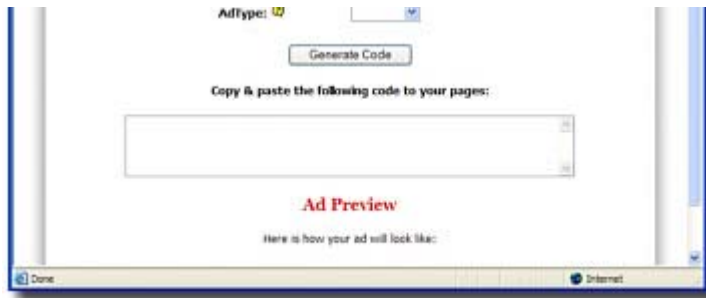 AdType:
Generate Code
Copy & paste the following code to your pages:
Ad Preview
Here is how your ad will look like:
Done
Internet